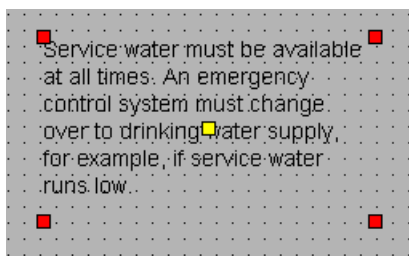 Service water must be available
at all times. An emergency
control system must change
over to drinking water supply,
for example, if service water
runs low.